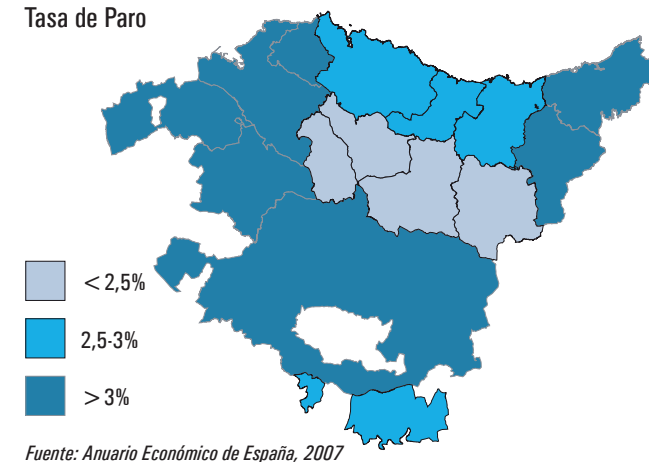 Tasa de Paro
< 2,5%
2,5-3%
> 3%
Fuente: Anuario Económico de España, 2007